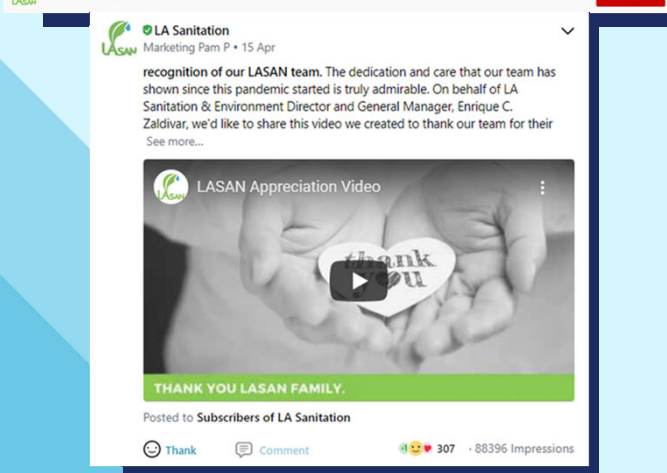 LASAN
LA Sanitation
LASAN
Marketing Pam P • 15 Apr
recognition of our LASAN team. The dedication and care that our team has
shown since this pandemic started is truly admirable. On behalf of LA
Sanitation & Environment Director and General Manager, Enrique C.
Zaldivar, we'd like to share this video we created to thank our team for their
See more...
LASAN
LASAN Appreciation Video
thank
you
THANK YOU LASAN FAMILY.
Posted to Subscribers of LA Sanitation
Thank
Comment
307 · 88396 Impressions